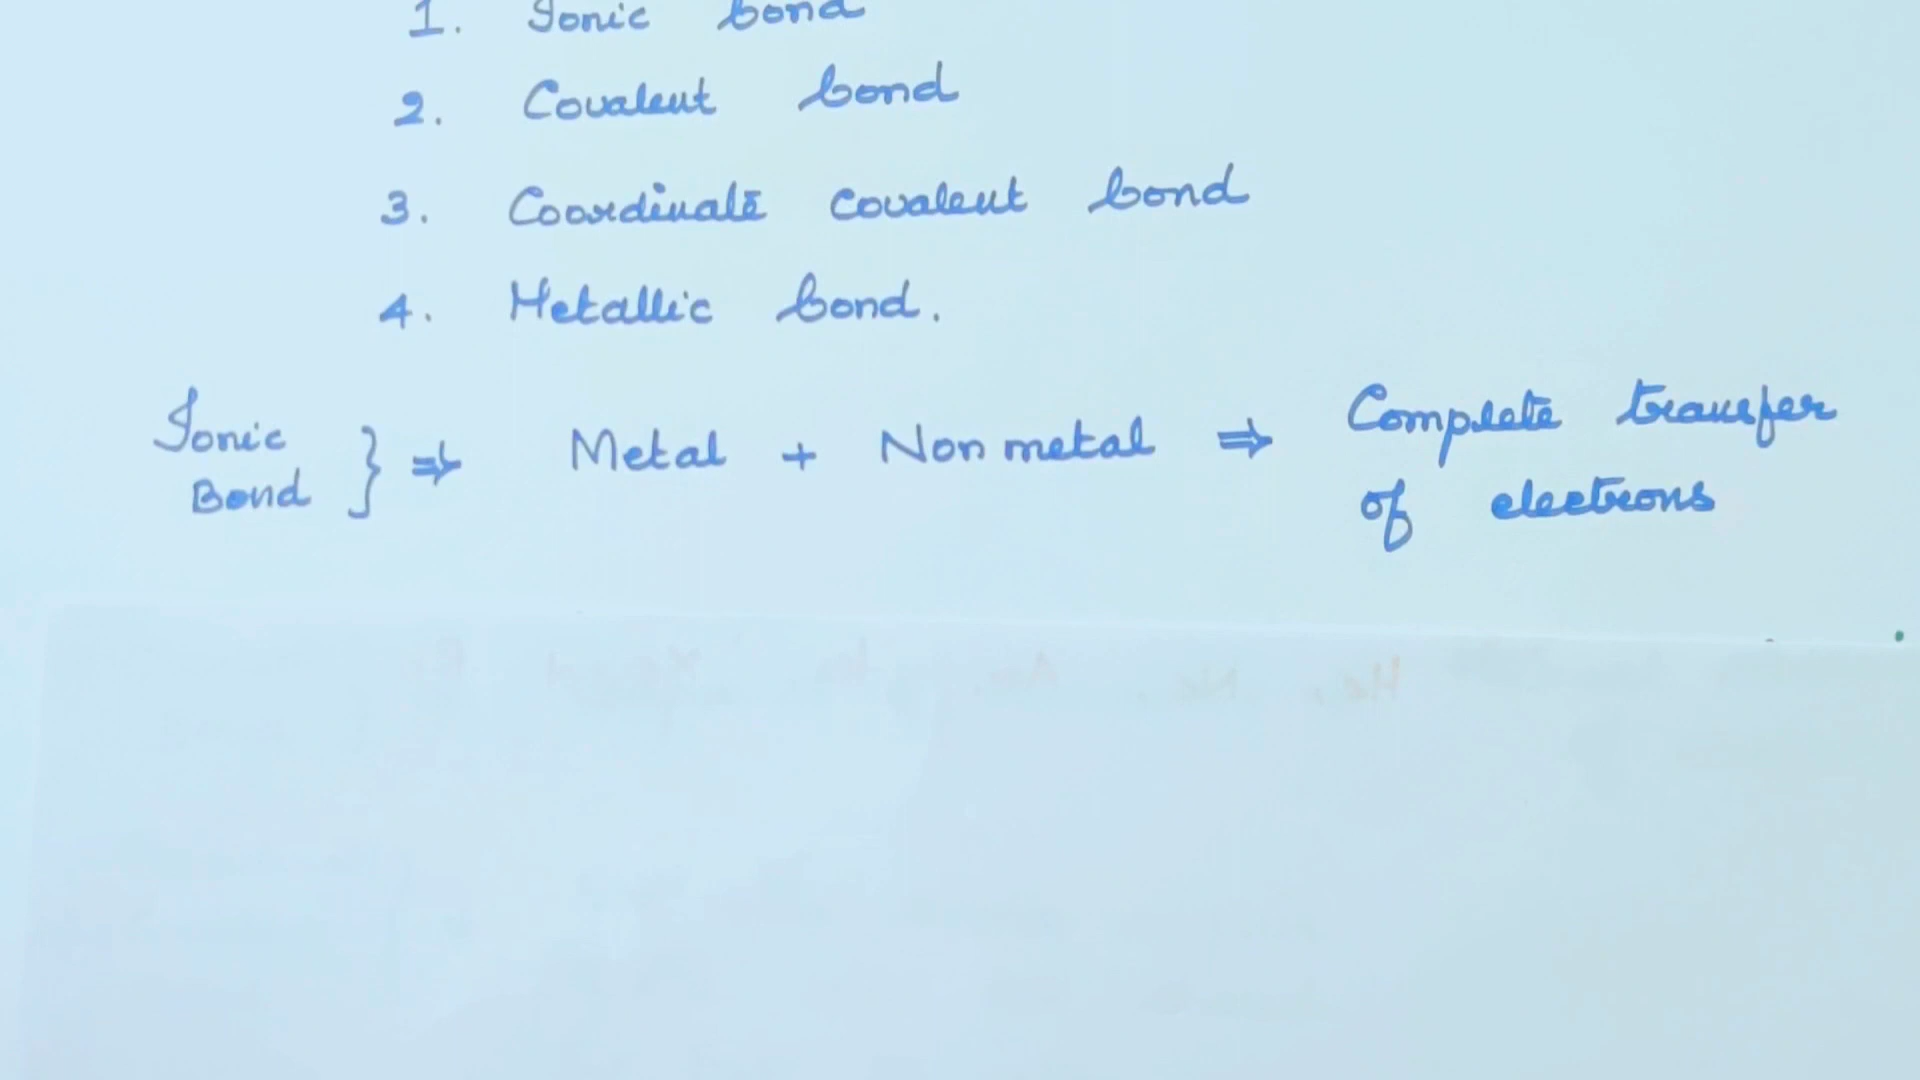 1. Ionic bond
2. Covalent bond
3. Coordinate covalent bond
4. Metallic bond.
Ionic Bond } ⇒ Metal + Non metal ⇒ Complete transfer
of electrons